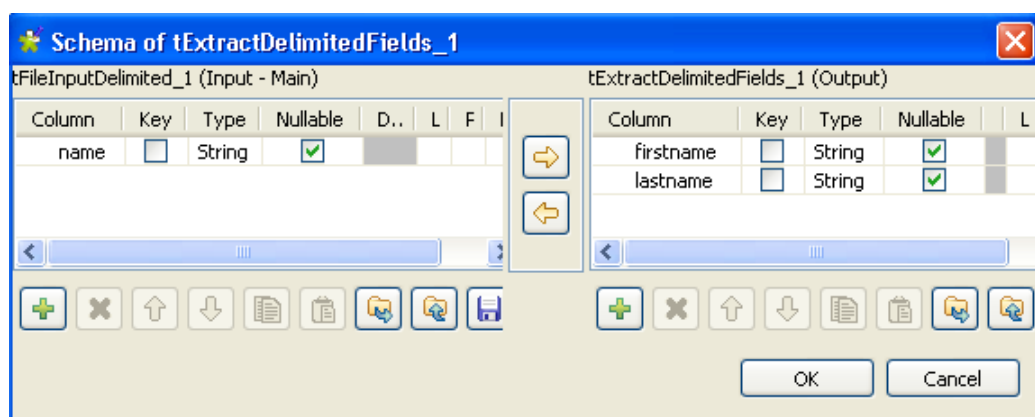 Schema of tExtractDelimitedFields_1
tFileInputDelimited_1 (Input - Main)
tExtractDelimitedFields_1 (Output)
Column Key Type Nullable D.. L F
Column Key Type Nullable L
name String
firstname String
lastname String
OK Cancel